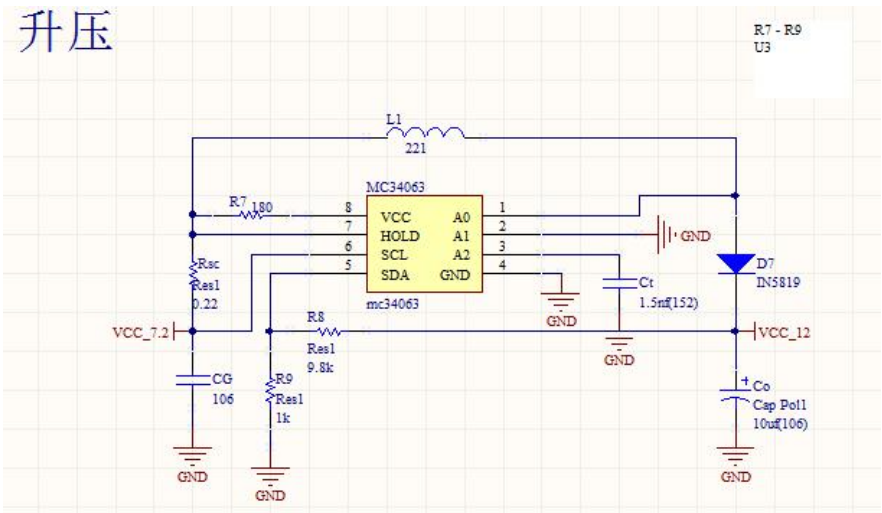 升压
R7 - R9
U3
L1
221
MC34063
R7 180
8 VCC A0 1
7 HOLD A1 2
6 SCL A2 3
5 SDA GND 4
mc34063
GND
Rsc
Res1
0.22
Ct
1.5nf(152)
GND
GND
D7
IN5819
VCC_7.2
R8
Res1
9.8k
VCC_12
CG
106
R9
Res1
1k
Co
Cap Pol1
10uf(106)
GND
GND
GND